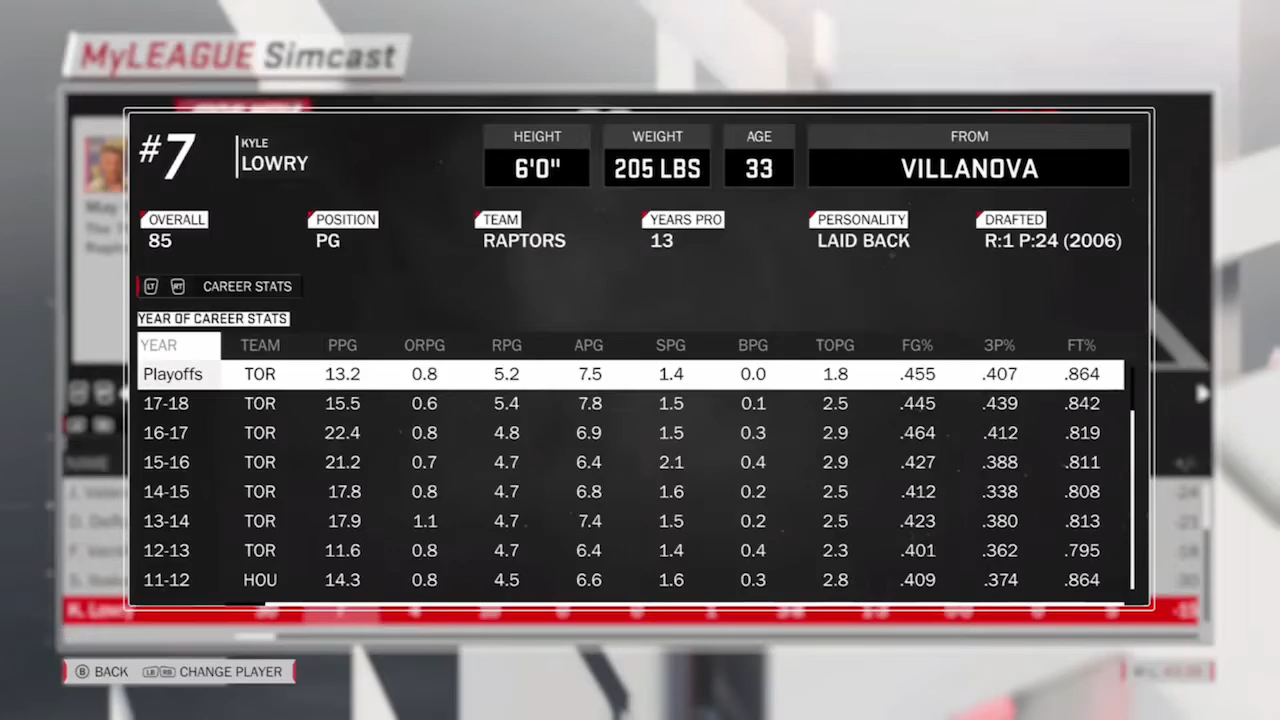 MyLEAGUE Simcast
#7 KYLE LOWRY
HEIGHT WEIGHT AGE FROM
6'0" 205 LBS 33 VILLANOVA
OVERALL POSITION TEAM YEARS PRO PERSONALITY DRAFTED
85 PG RAPTORS 13 LAID BACK R:1 P:24 (2006)
LT RT CAREER STATS
YEAR OF CAREER STATS
YEAR TEAM PPG ORPG RPG APG SPG BPG TOPG FG% 3P% FT%
Playoffs TOR 13.2 0.8 5.2 7.5 1.4 0.0 1.8 .455 .407 .864
17-18 TOR 15.5 0.6 5.4 7.8 1.5 0.1 2.5 .445 .439 .842
16-17 TOR 22.4 0.8 4.8 6.9 1.5 0.3 2.9 .464 .412 .819
15-16 TOR 21.2 0.7 4.7 6.4 2.1 0.4 2.9 .427 .388 .811
14-15 TOR 17.8 0.8 4.7 6.8 1.6 0.2 2.5 .412 .338 .808
13-14 TOR 17.9 1.1 4.7 7.4 1.5 0.2 2.5 .423 .380 .813
12-13 TOR 11.6 0.8 4.7 6.4 1.4 0.4 2.3 .401 .362 .795
11-12 HOU 14.3 0.8 4.5 6.6 1.6 0.3 2.8 .409 .374 .864
K. Lowry
B BACK LB RB CHANGE PLAYER